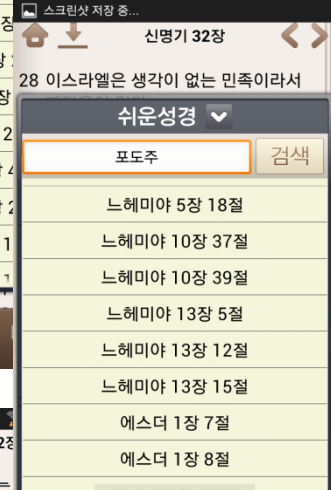 스크린샷 저장 중...
신명기 32장
28 이스라엘은 생각이 없는 민족이라서
쉬운성경
포도주
검색
느헤미야 5장 18절
느헤미야 10장 37절
느헤미야 10장 39절
느헤미야 13장 5절
느헤미야 13장 12절
느헤미야 13장 15절
에스더 1장 7절
에스더 1장 8절